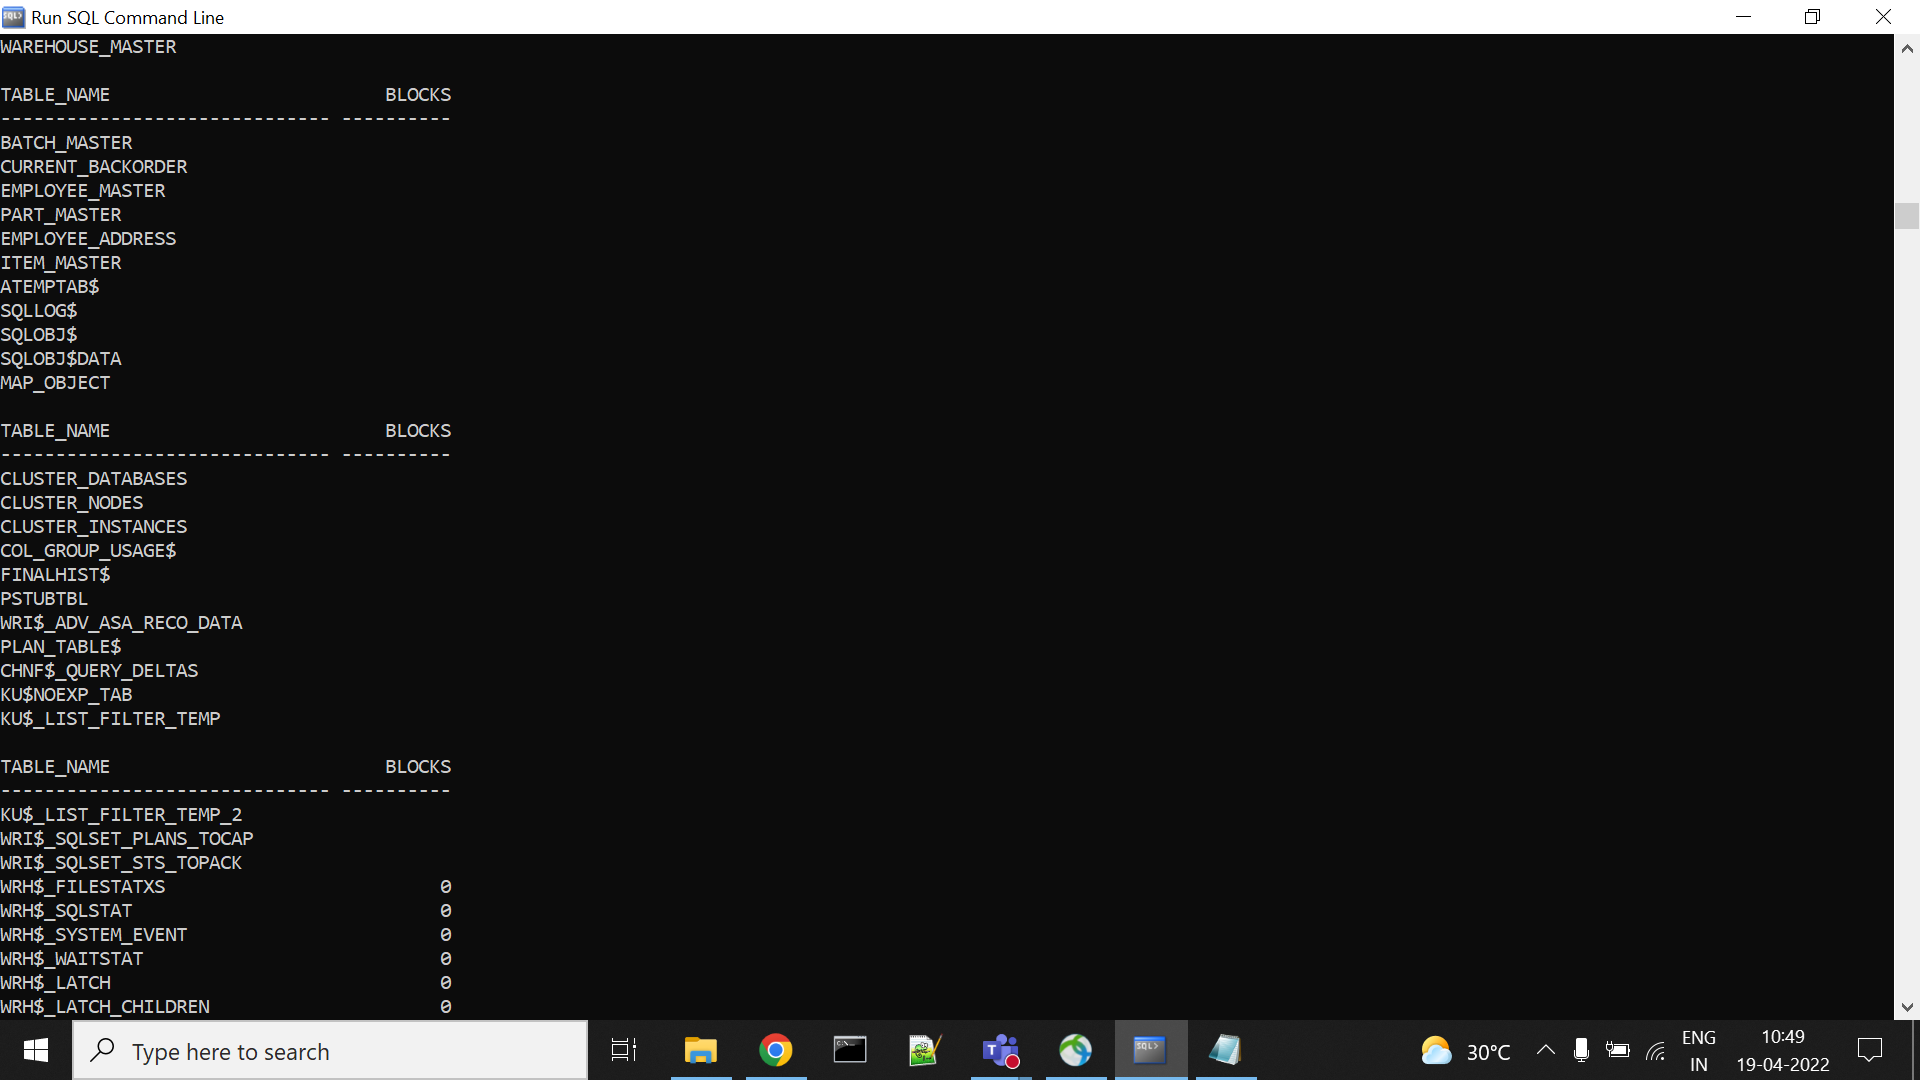 Run SQL Command Line
WAREHOUSE_MASTER
TABLE_NAME                         BLOCKS
------------------------------ ----------
BATCH_MASTER
CURRENT_BACKORDER
EMPLOYEE_MASTER
PART_MASTER
EMPLOYEE_ADDRESS
ITEM_MASTER
ATEMPTAB$
SQLLOG$
SQLOBJ$
SQLOBJ$DATA
MAP_OBJECT
TABLE_NAME                         BLOCKS
------------------------------ ----------
CLUSTER_DATABASES
CLUSTER_NODES
CLUSTER_INSTANCES
COL_GROUP_USAGE$
FINALHIST$
PSTUBTBL
WRI$_ADV_ASA_RECO_DATA
PLAN_TABLE$
CHNF$_QUERY_DELTAS
KU$NOEXP_TAB
KU$_LIST_FILTER_TEMP
TABLE_NAME                         BLOCKS
------------------------------ ----------
KU$_LIST_FILTER_TEMP_2
WRI$_SQLSET_PLANS_TOCAP
WRI$_SQLSET_STS_TOPACK
WRH$_FILESTATXS                         0
WRH$_SQLSTAT                            0
WRH$_SYSTEM_EVENT                       0
WRH$_WAITSTAT                           0
WRH$_LATCH                              0
WRH$_LATCH_CHILDREN                     0
Type here to search
30°C
ENG
IN
10:49
19-04-2022